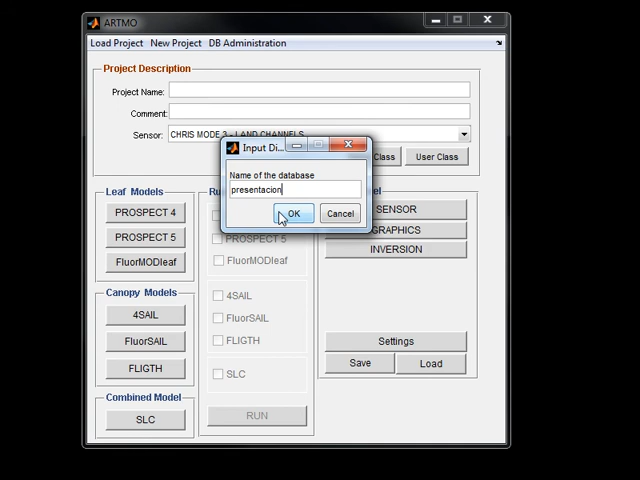 ARTMO
Load Project New Project DB Administration
Project Description
Project Name:
Comment:
Sensor: CHRIS MODE 3 - LAND CHANNELS
Class User Class
Input Di...
Name of the database
presentacion
OK Cancel
Leaf Models
PROSPECT 4
PROSPECT 5
FluorMODleaf
Canopy Models
4SAIL
FluorSAIL
FLIGTH
Combined Model
SLC
PROSPECT 5
FluorMODleaf
4SAIL
FluorSAIL
FLIGTH
SLC
RUN
SENSOR
GRAPHICS
INVERSION
Settings
Save Load